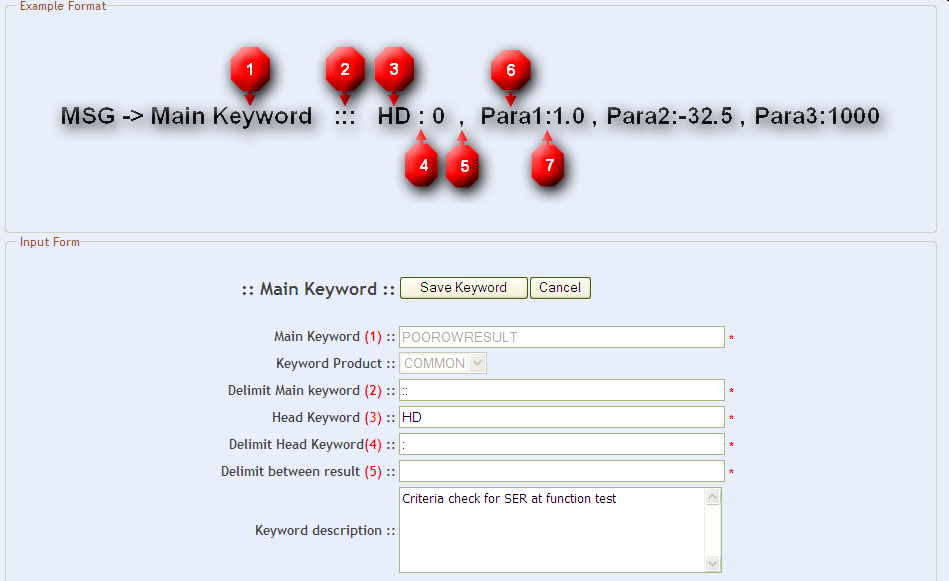 Example Format
1 2 3 6
MSG -> Main Keyword ::: HD : 0 , Para1:1.0 , Para2:-32.5 , Para3:1000
4 5 7
Input Form
:: Main Keyword :: Save Keyword Cancel
Main Keyword (1) :: POOROWRESULT *
Keyword Product :: COMMON
Delimit Main keyword (2) :: :: *
Head Keyword (3) :: HD *
Delimit Head Keyword(4) :: : *
Delimit between result (5) :: *
Criteria check for SER at function test
Keyword description ::